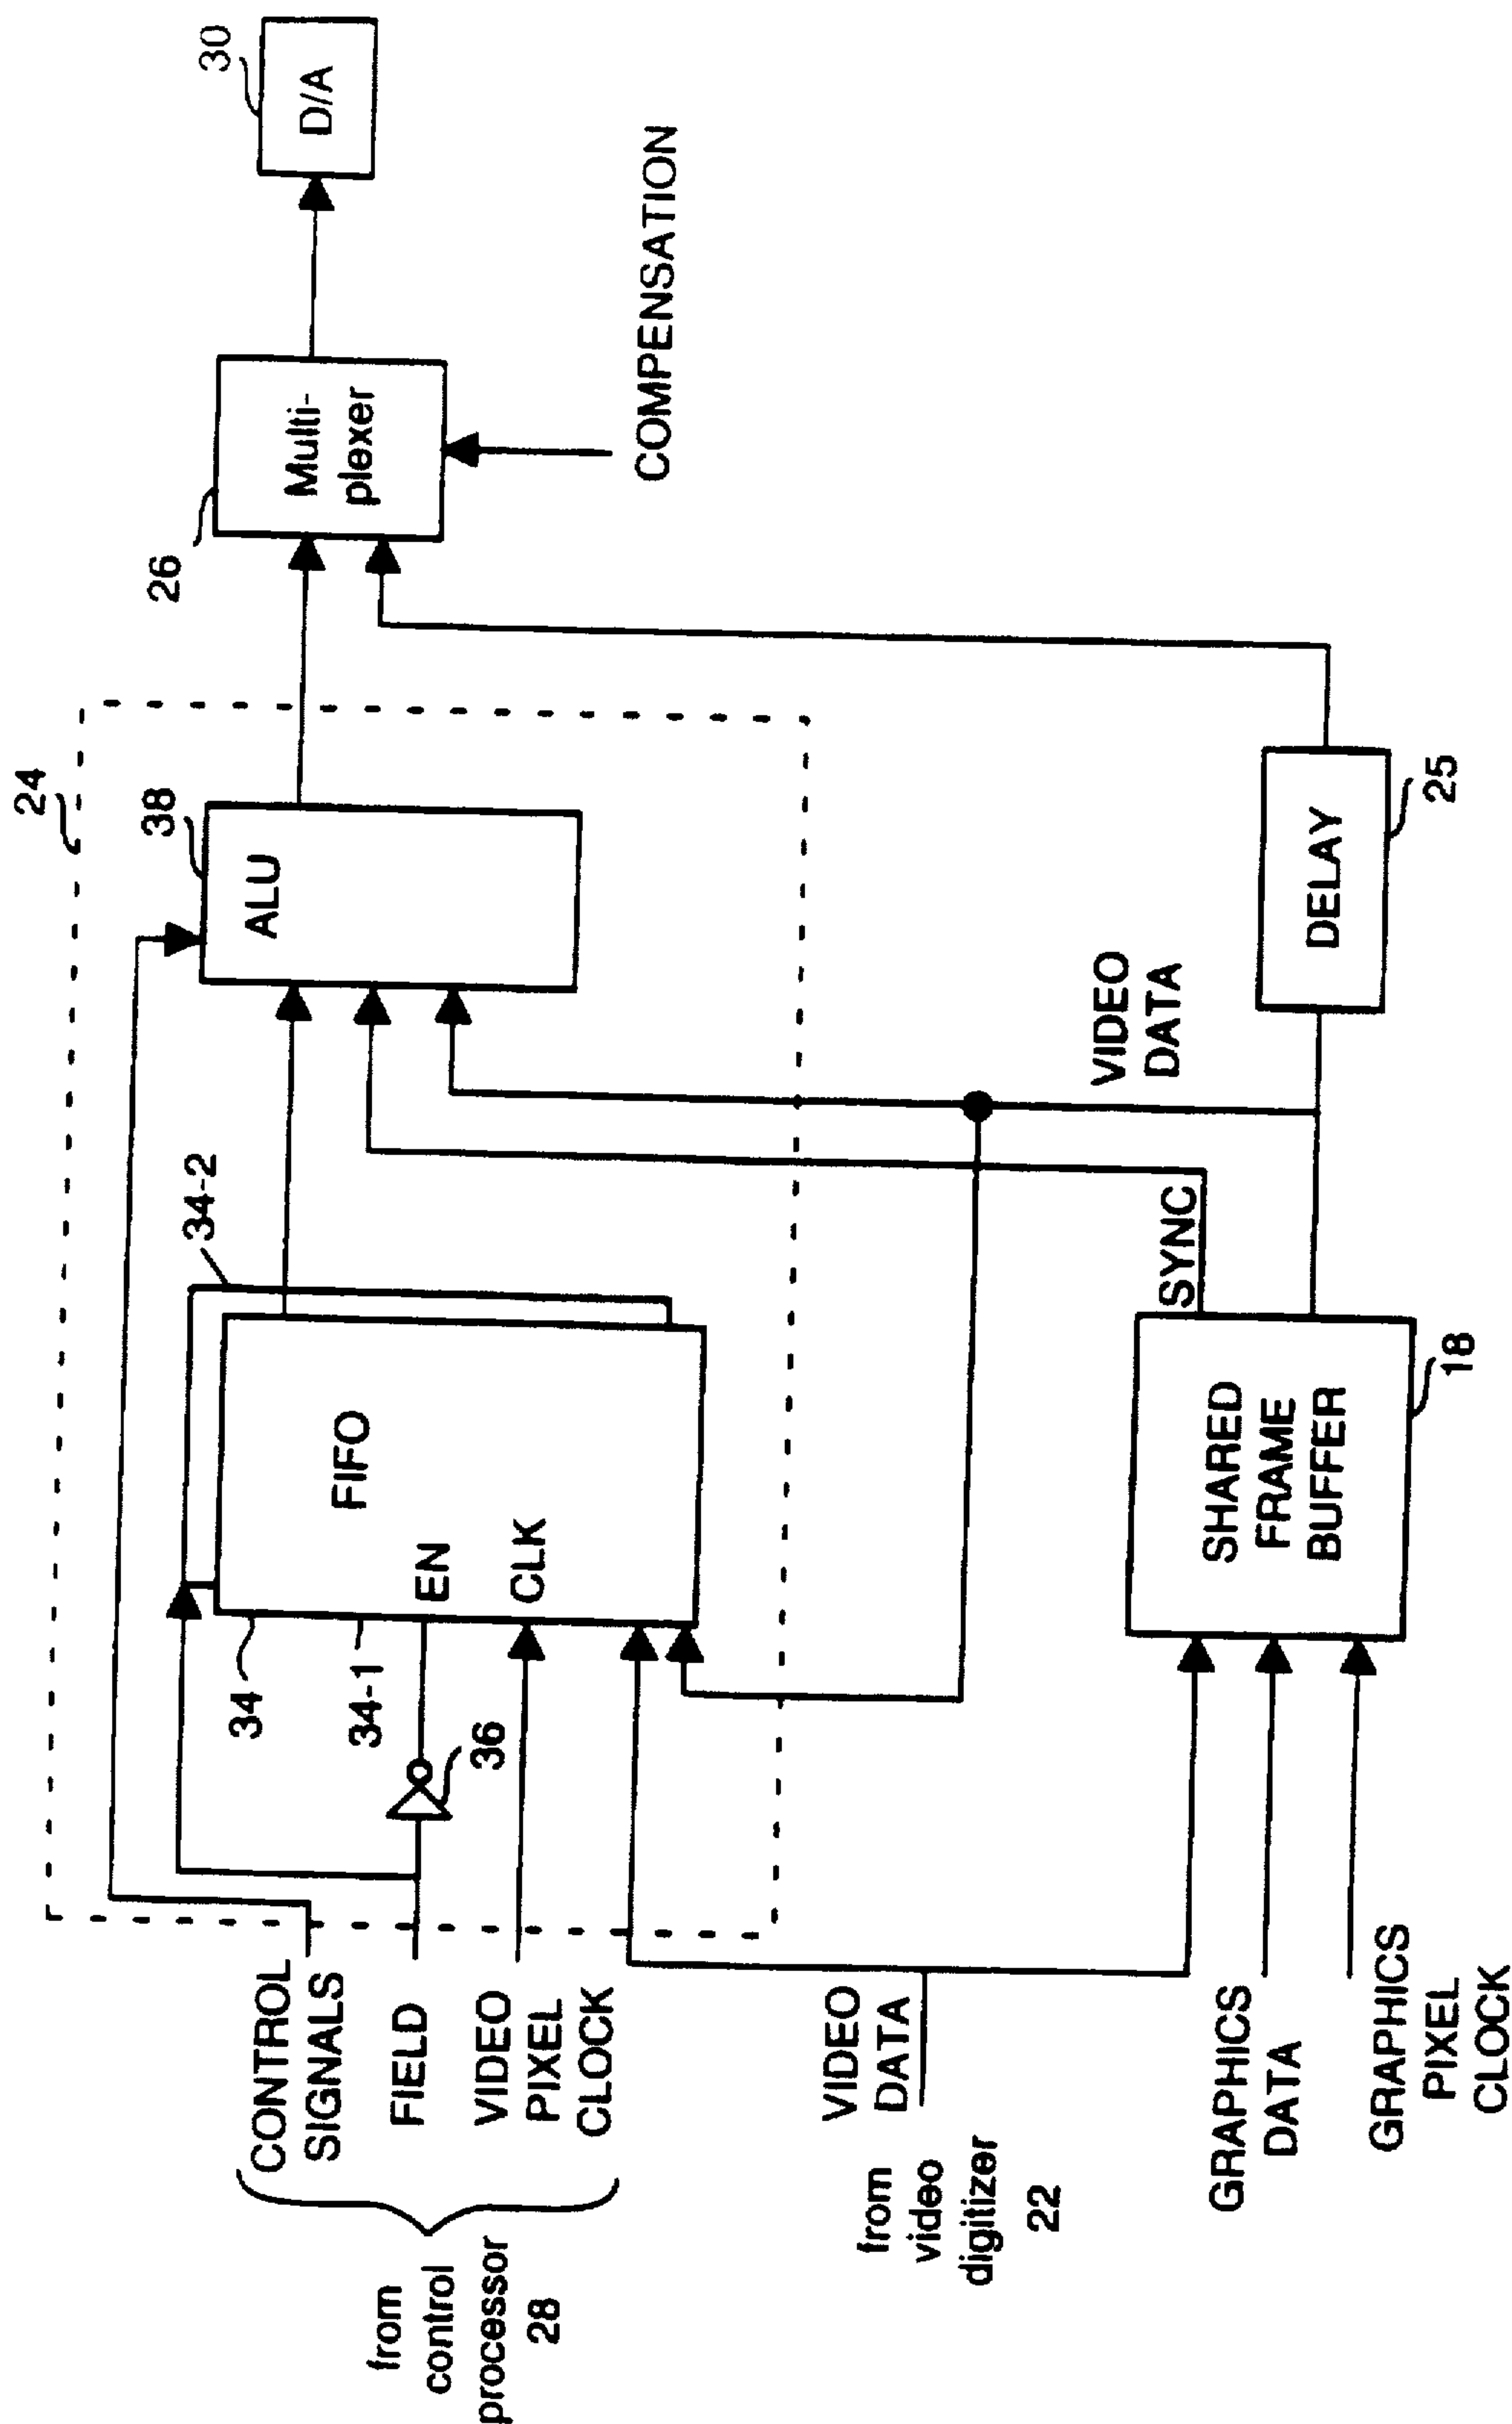 24
34-2
38
26
30
CONTROL
SIGNALS
FIELD
VIDEO
PIXEL
CLOCK
from
control
processor
28
34
34-1
36
FIFO
EN
CLK
ALU
Multi-
plexer
D/A
COMPENSATION
VIDEO
DATA
from
video
digitizer
22
VIDEO
DATA
SYNC
GRAPHICS
DATA
GRAPHICS
PIXEL
CLOCK
SHARED
FRAME
BUFFER
18
DELAY
25